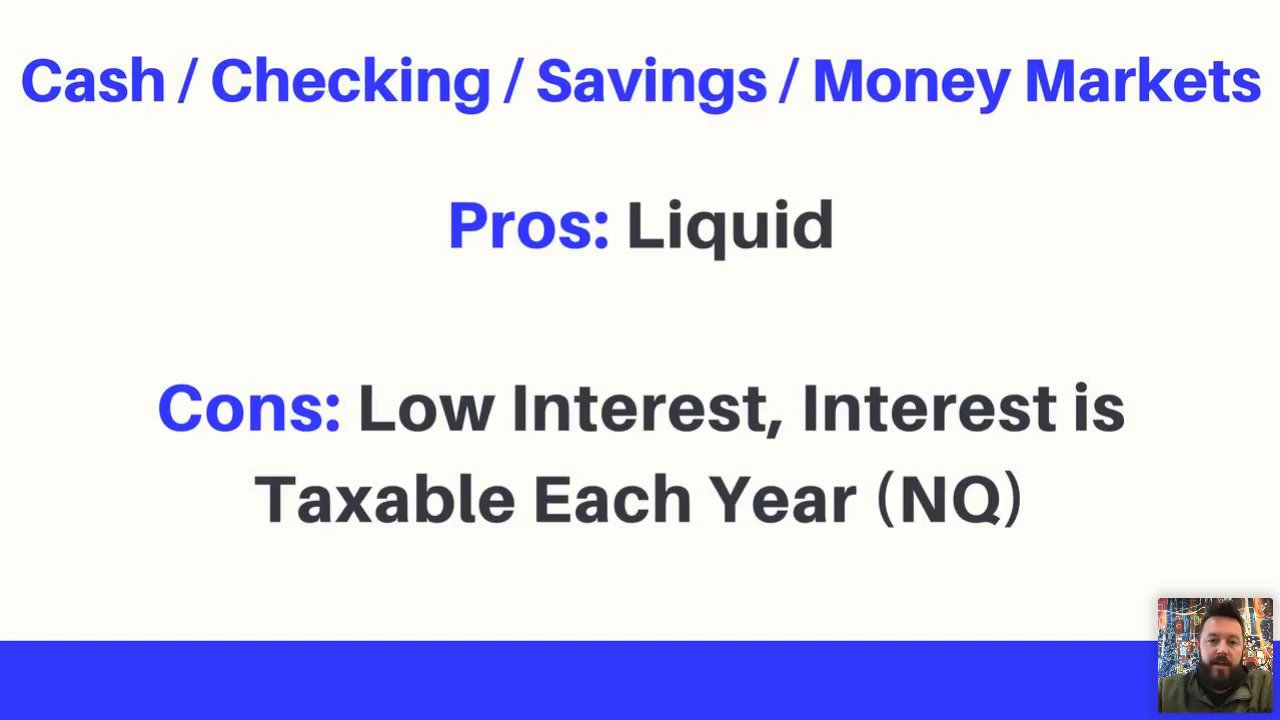 Cash / Checking / Savings / Money Markets
Pros: Liquid
Cons: Low Interest, Interest is
Taxable Each Year (NQ)